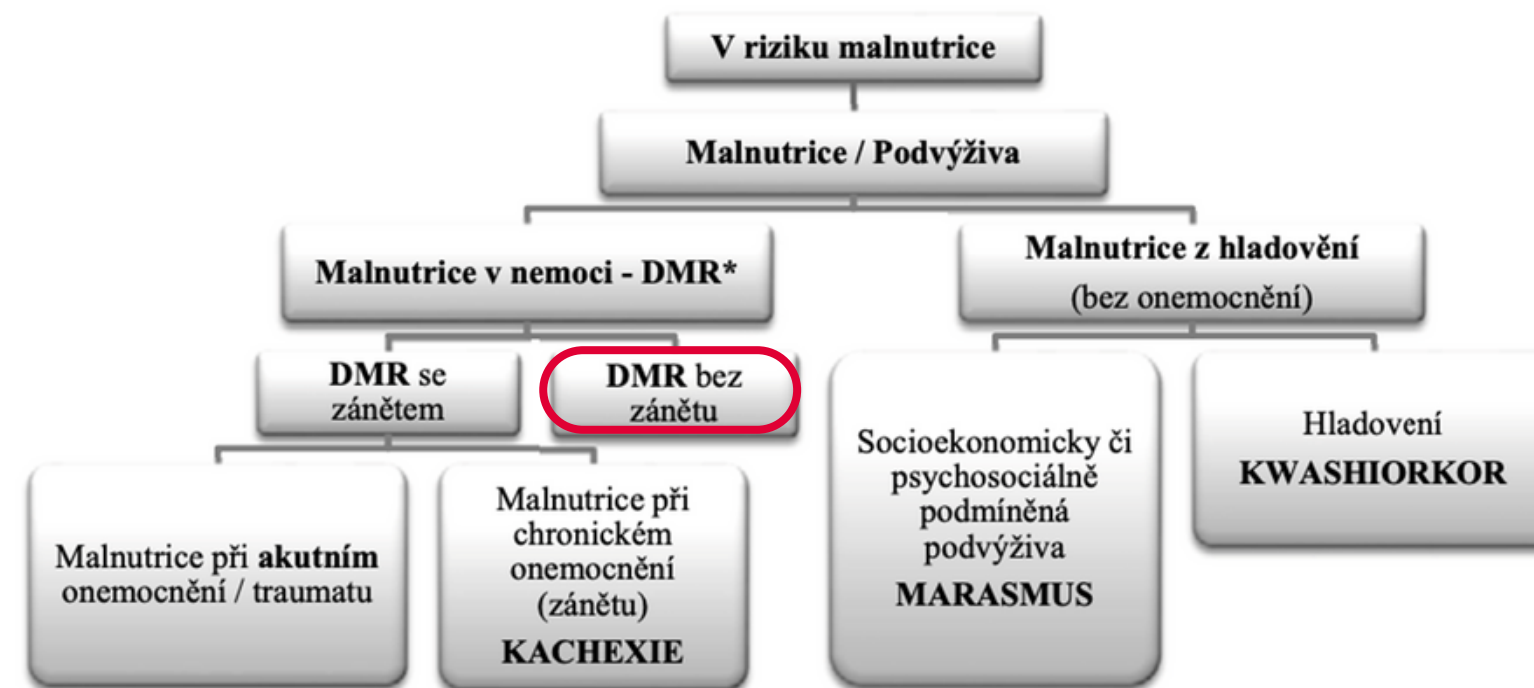 V riziku malnutrice
Malnutrice / Podvýživa
Malnutrice v nemoci - DMR*
Malnutrice z hladovění
(bez onemocnění)
DMR se
zánětem
DMR bez
zánětu
Malnutrice při akutním
onemocnění / traumatu
Malnutrice při
chronickém
onemocnění
(zánětu)
KACHEXIE
Socioekonomicky či
psychosociálně
podmíněná
podvýživa
MARASMUS
Hladovení
KWASHIORKOR